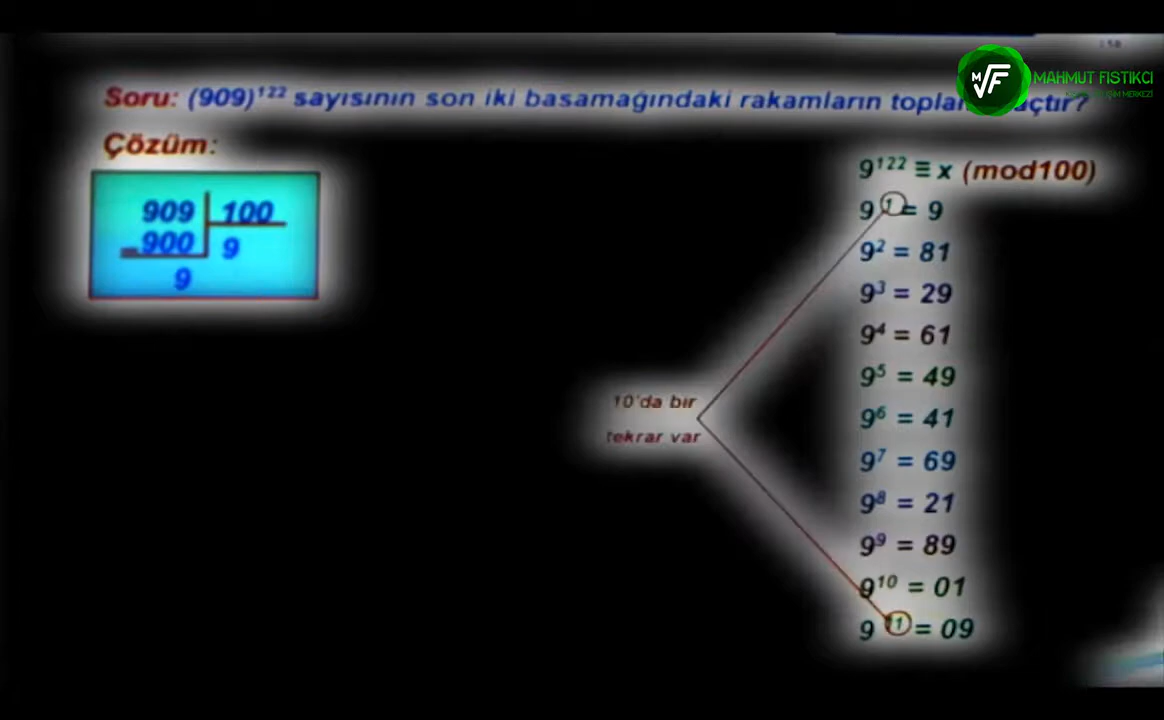 MAHMUT FISTIKCI
Soru: (909)¹²² sayısının son iki basamağındaki rakamların
Çözüm:
909 | 100
900 9
9
9¹²² ≡ x (mod100)
9¹ = 9
9² = 81
9³ = 29
9⁴ = 61
9⁵ = 49
9⁶ = 41
9⁷ = 69
9⁸ = 21
9⁹ = 89
9¹⁰ = 01
9¹¹ = 09
10'da bir
tekrar var